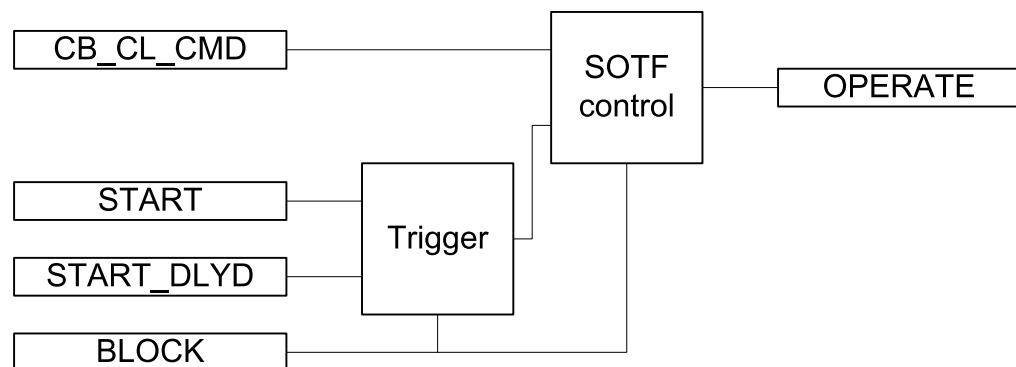 CB_CL_CMD
SOTF
control
OPERATE
START
Trigger
START_DLYD
BLOCK